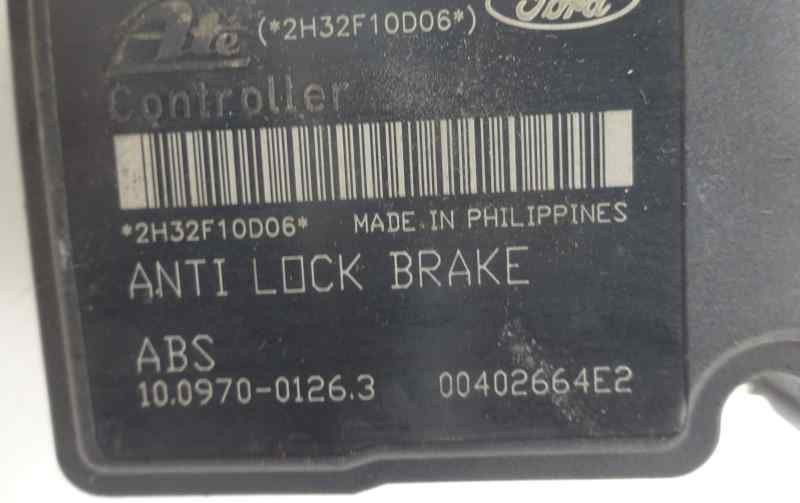 Ate (*2H32F10D06*) Ford
Controller
*2H32F10D06* MADE IN PHILIPPINES
ANTI LOCK BRAKE
ABS
10.0970-0126.3 00402664E2